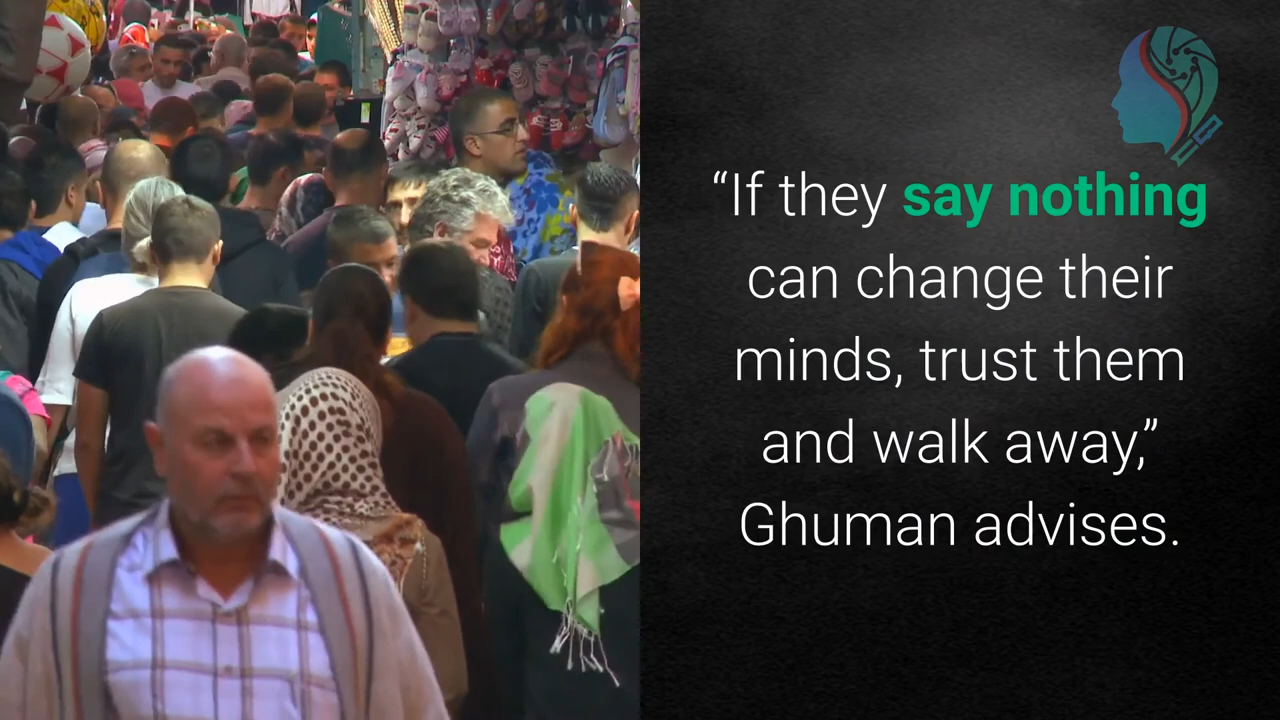 “If they say nothing
can change their
minds, trust them
and walk away,”
Ghuman advises.